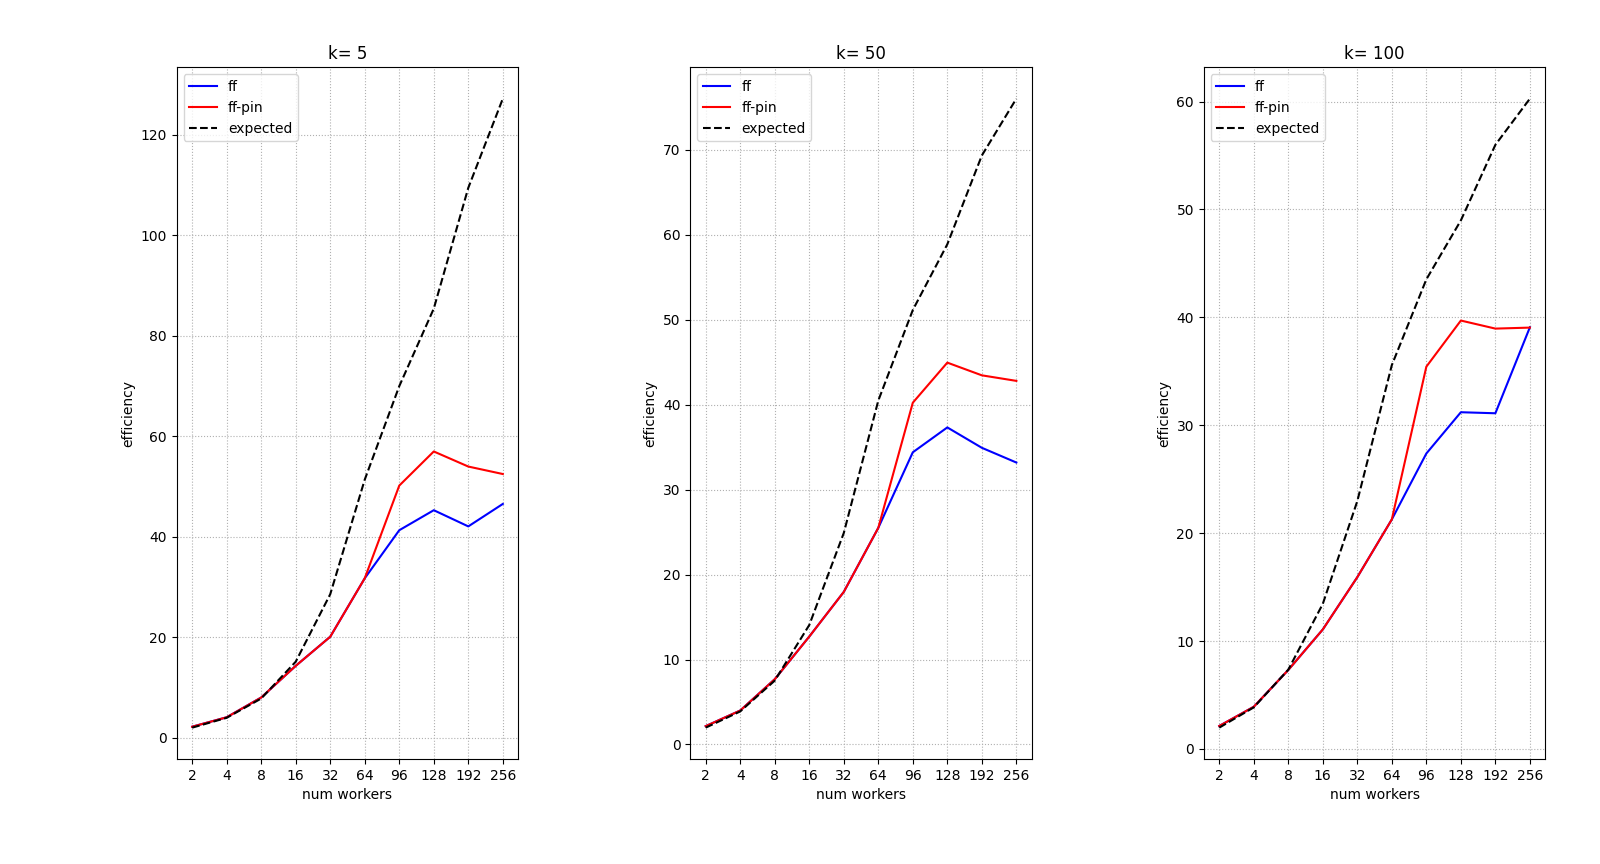 k= 5
ff
ff-pin
expected
120
100
80
60
40
20
0
efficiency
2 4 8 16 32 64 96 128 192 256
num workers
k= 50
ff
ff-pin
expected
70
60
50
40
30
20
10
0
efficiency
2 4 8 16 32 64 96 128 192 256
num workers
k= 100
ff
ff-pin
expected
60
50
40
30
20
10
0
efficiency
2 4 8 16 32 64 96 128 192 256
num workers